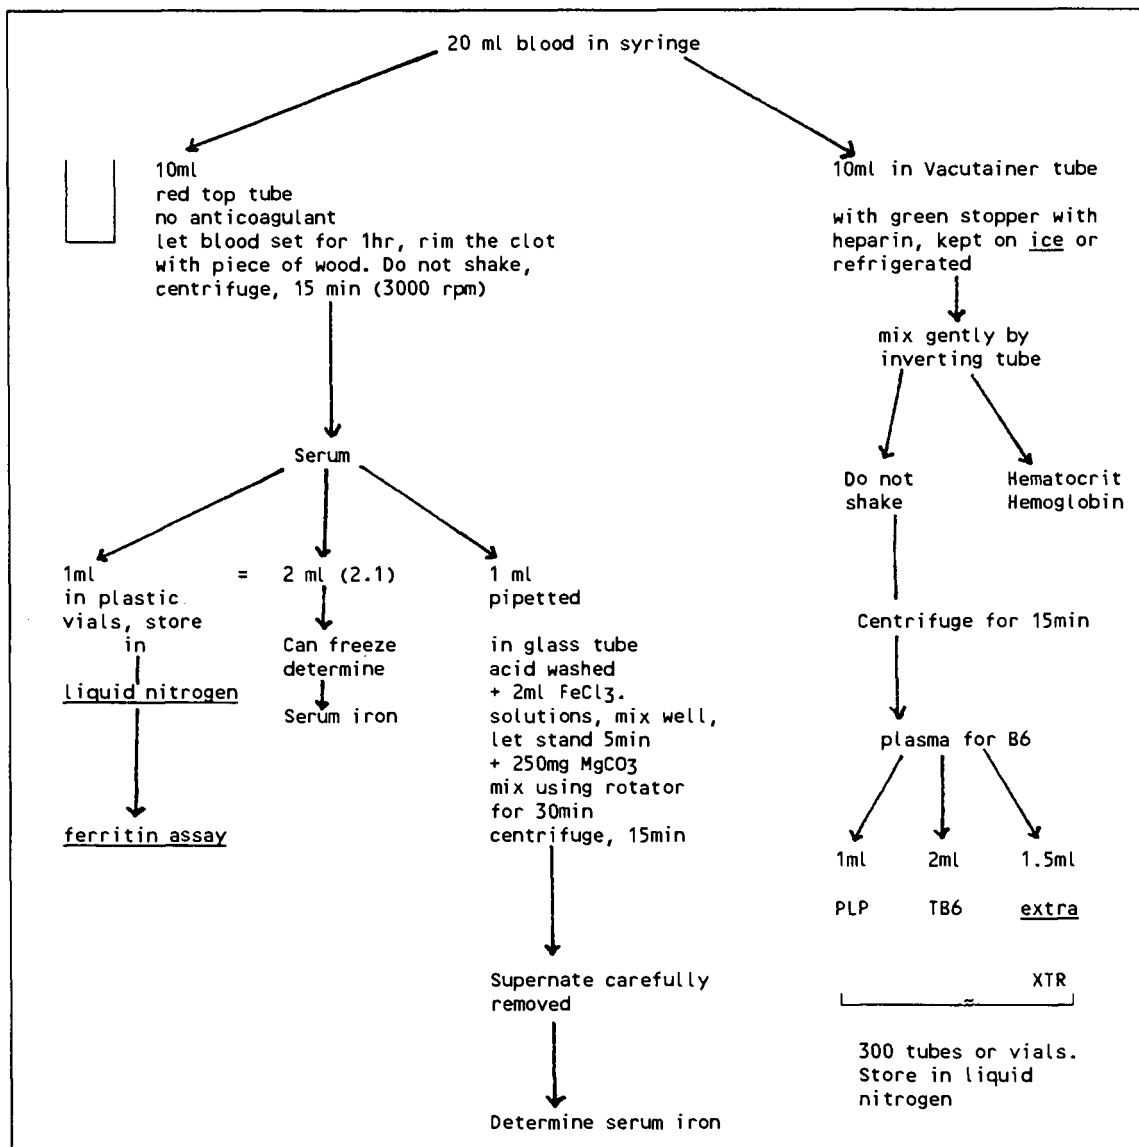 20 ml blood in syringe
10ml
red top tube
no anticoagulant
let blood set for 1hr, rim the clot
with piece of wood. Do not shake,
centrifuge, 15 min (3000 rpm)
10ml in Vacutainer tube
with green stopper with
heparin, kept on ice or
refrigerated
mix gently by
inverting tube
Do not
shake
Hematocrit
Hemoglobin
Centrifuge for 15min
plasma for B6
1ml
PLP
2ml
TB6
1.5ml
extra
XTR
≈
300 tubes or vials.
Store in liquid
nitrogen
Serum
1ml
in plastic
vials, store
in
liquid nitrogen
ferritin assay
= 2 ml (2.1)
Can freeze
determine
Serum iron
1 ml
pipetted
in glass tube
acid washed
+ 2ml FeCl3.
solutions, mix well,
let stand 5min
+ 250mg MgCO3
mix using rotator
for 30min
centrifuge, 15min
Supernate carefully
removed
Determine serum iron